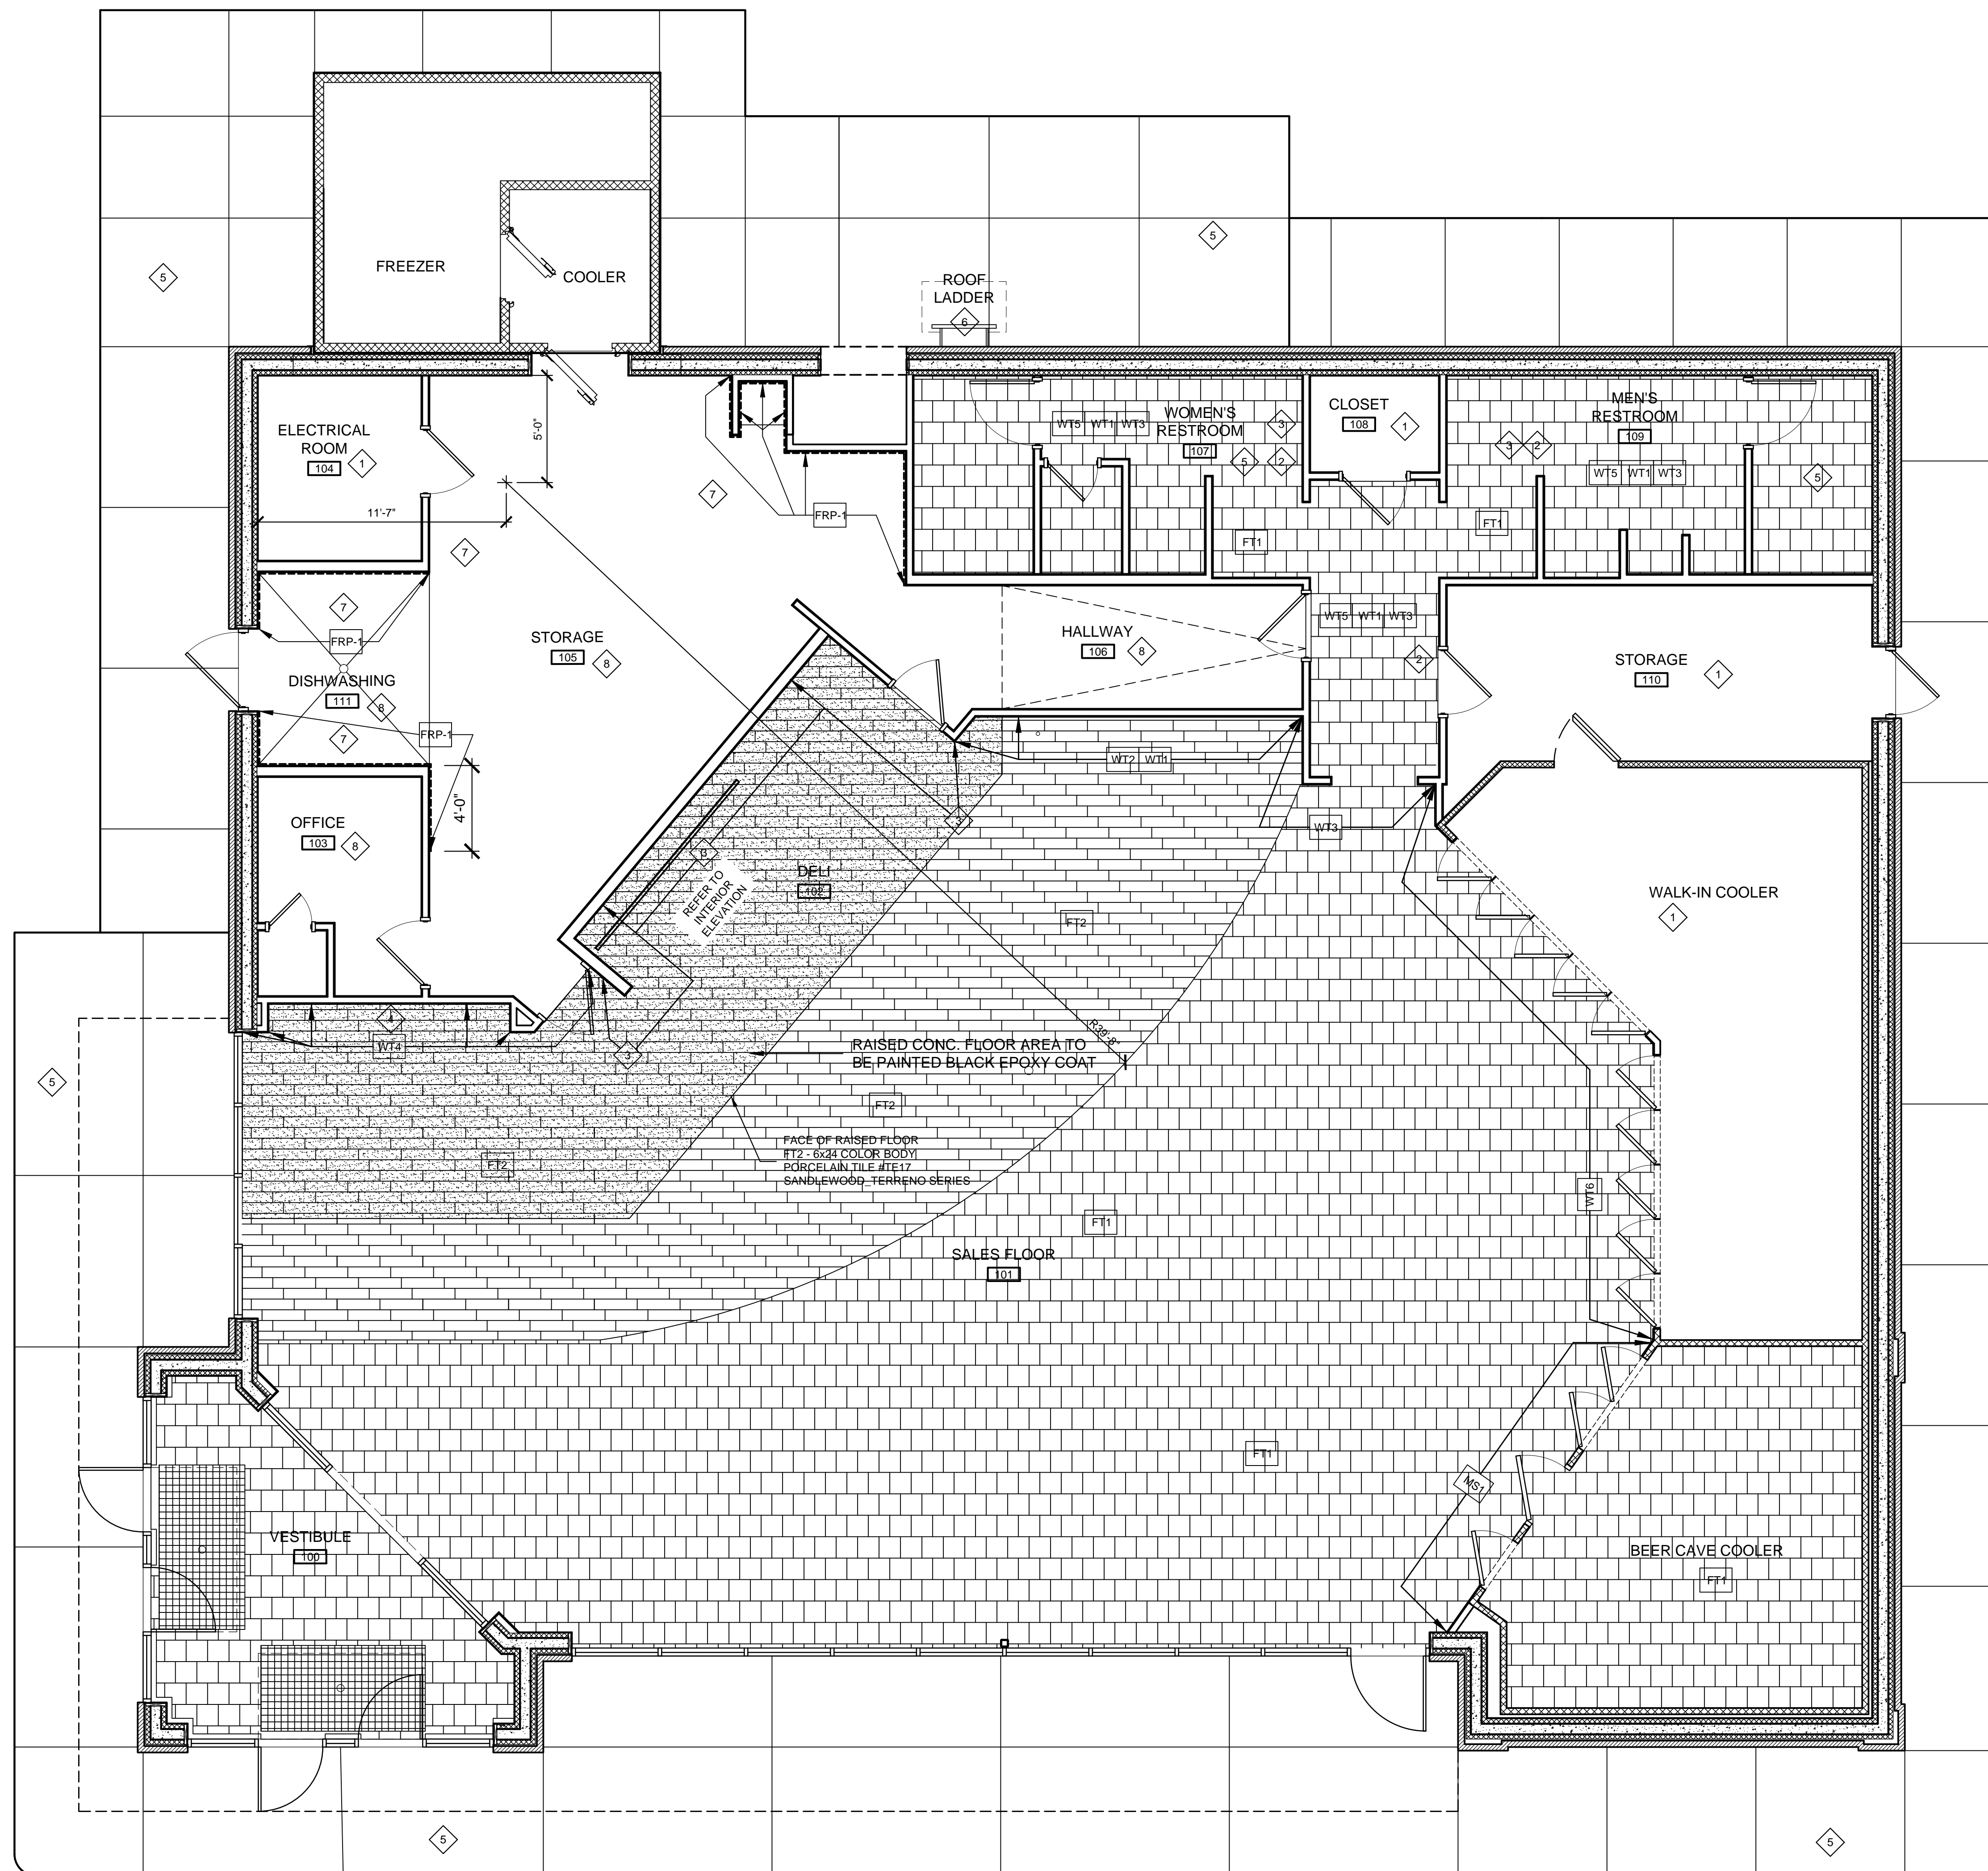 FREEZER
COOLER
5
5
ROOF
LADDER
6
ELECTRICAL
ROOM
104
1
5'-0"
11'-7"
7
7
FRP-1
WT5 WT1 WT3
WOMEN'S
RESTROOM
107
3
5
2
FT1
CLOSET
108
1
MEN'S
RESTROOM
109
3
2
WT5 WT1 WT3
5
FT1
7
FRP-1
DISHWASHING
111
8
7
FRP-1
STORAGE
105
8
HALLWAY
106
8
WT5 WT1 WT3
2
STORAGE
110
1
WT2 WT1
4'-0"
OFFICE
103
8
3
WT3
DELI
102
REFER TO
INTERIOR
ELEVATION
FT2
WALK-IN COOLER
1
4
WT4
3
R39'-8"
RAISED CONC. FLOOR AREA TO
BE PAINTED BLACK EPOXY COAT
5
FT2
FACE OF RAISED FLOOR
FT2 - 6x24 COLOR BODY
PORCELAIN TILE #TE17
SANDLEWOOD_TERRENO SERIES
FT2
WT6
FT1
SALES FLOOR
101
FT1
MS1
VESTIBULE
100
BEER CAVE COOLER
FT1
5
5